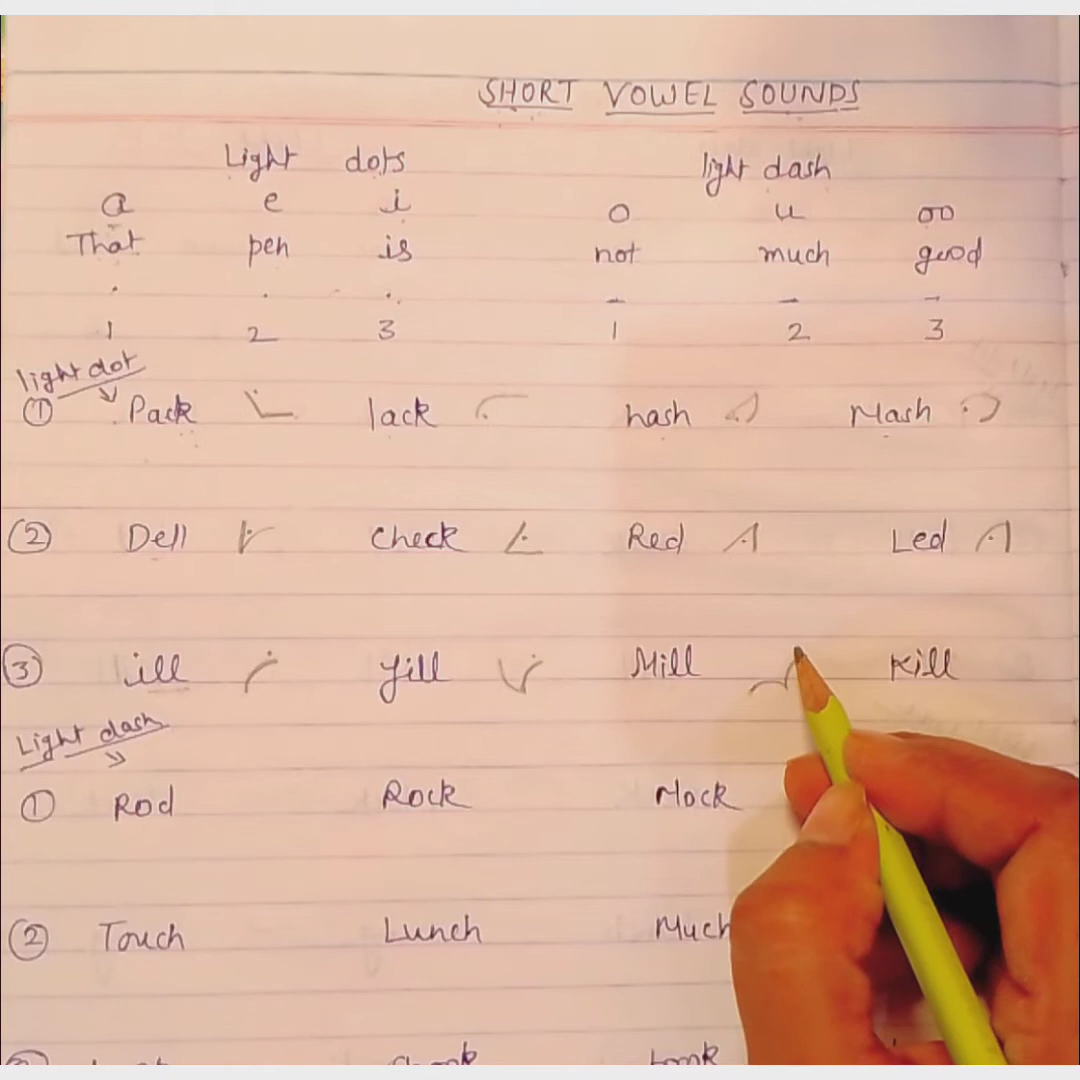 SHORT VOWEL SOUNDS
Light dots light dash
a e i o u oo
That pen is not much good
. . . – – –
1 2 3 1 2 3
light dot
① Pack lack hash Mash
② Dell Check Red Led
③ ill Jill Mill Kill
Light dash
① Rod Rock Mock
② Touch Lunch Much